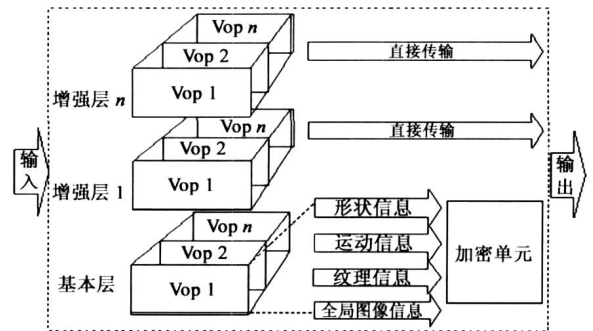 Vop n
Vop 2
Vop 1
增强层 n
直接传输
Vop n
Vop 2
Vop 1
增强层 1
直接传输
输入
输出
Vop n
Vop 2
Vop 1
基本层
形状信息
运动信息
纹理信息
全局图像信息
加密单元